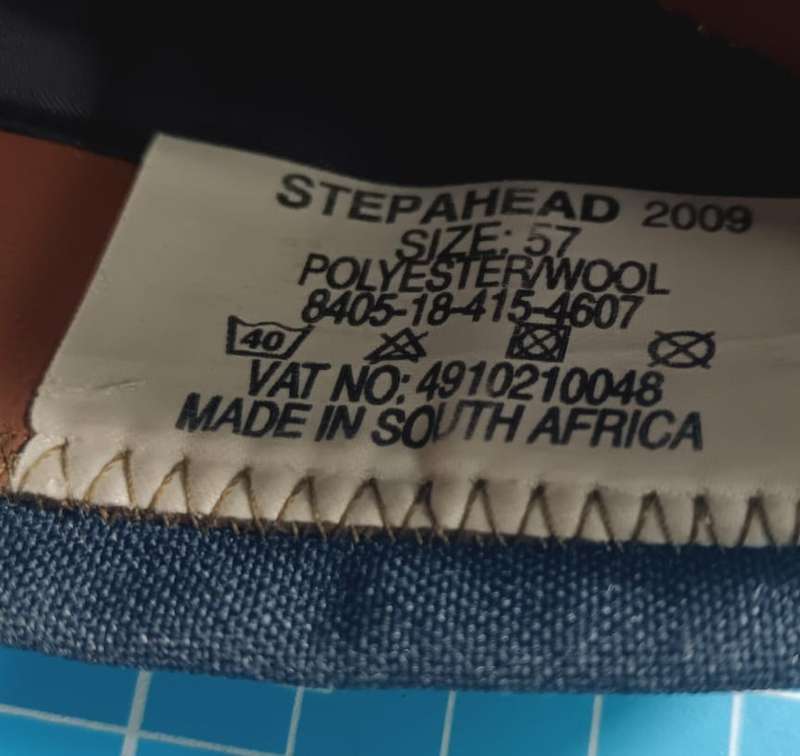 STEPAHEAD 2009
SIZE: 57
POLYESTER/WOOL
8405-18-415-4607
40
VAT NO: 4910210048
MADE IN SOUTH AFRICA